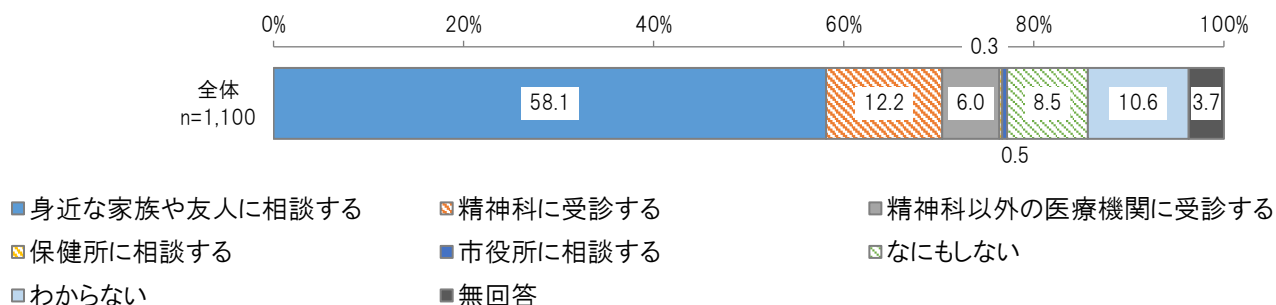 0% 20% 40% 60% 80% 100%
0.3
全体
n=1,100
58.1 12.2 6.0 8.5 10.6 3.7
0.5
身近な家族や友人に相談する 精神科に受診する 精神科以外の医療機関に受診する
保健所に相談する 市役所に相談する なにもしない
わからない 無回答